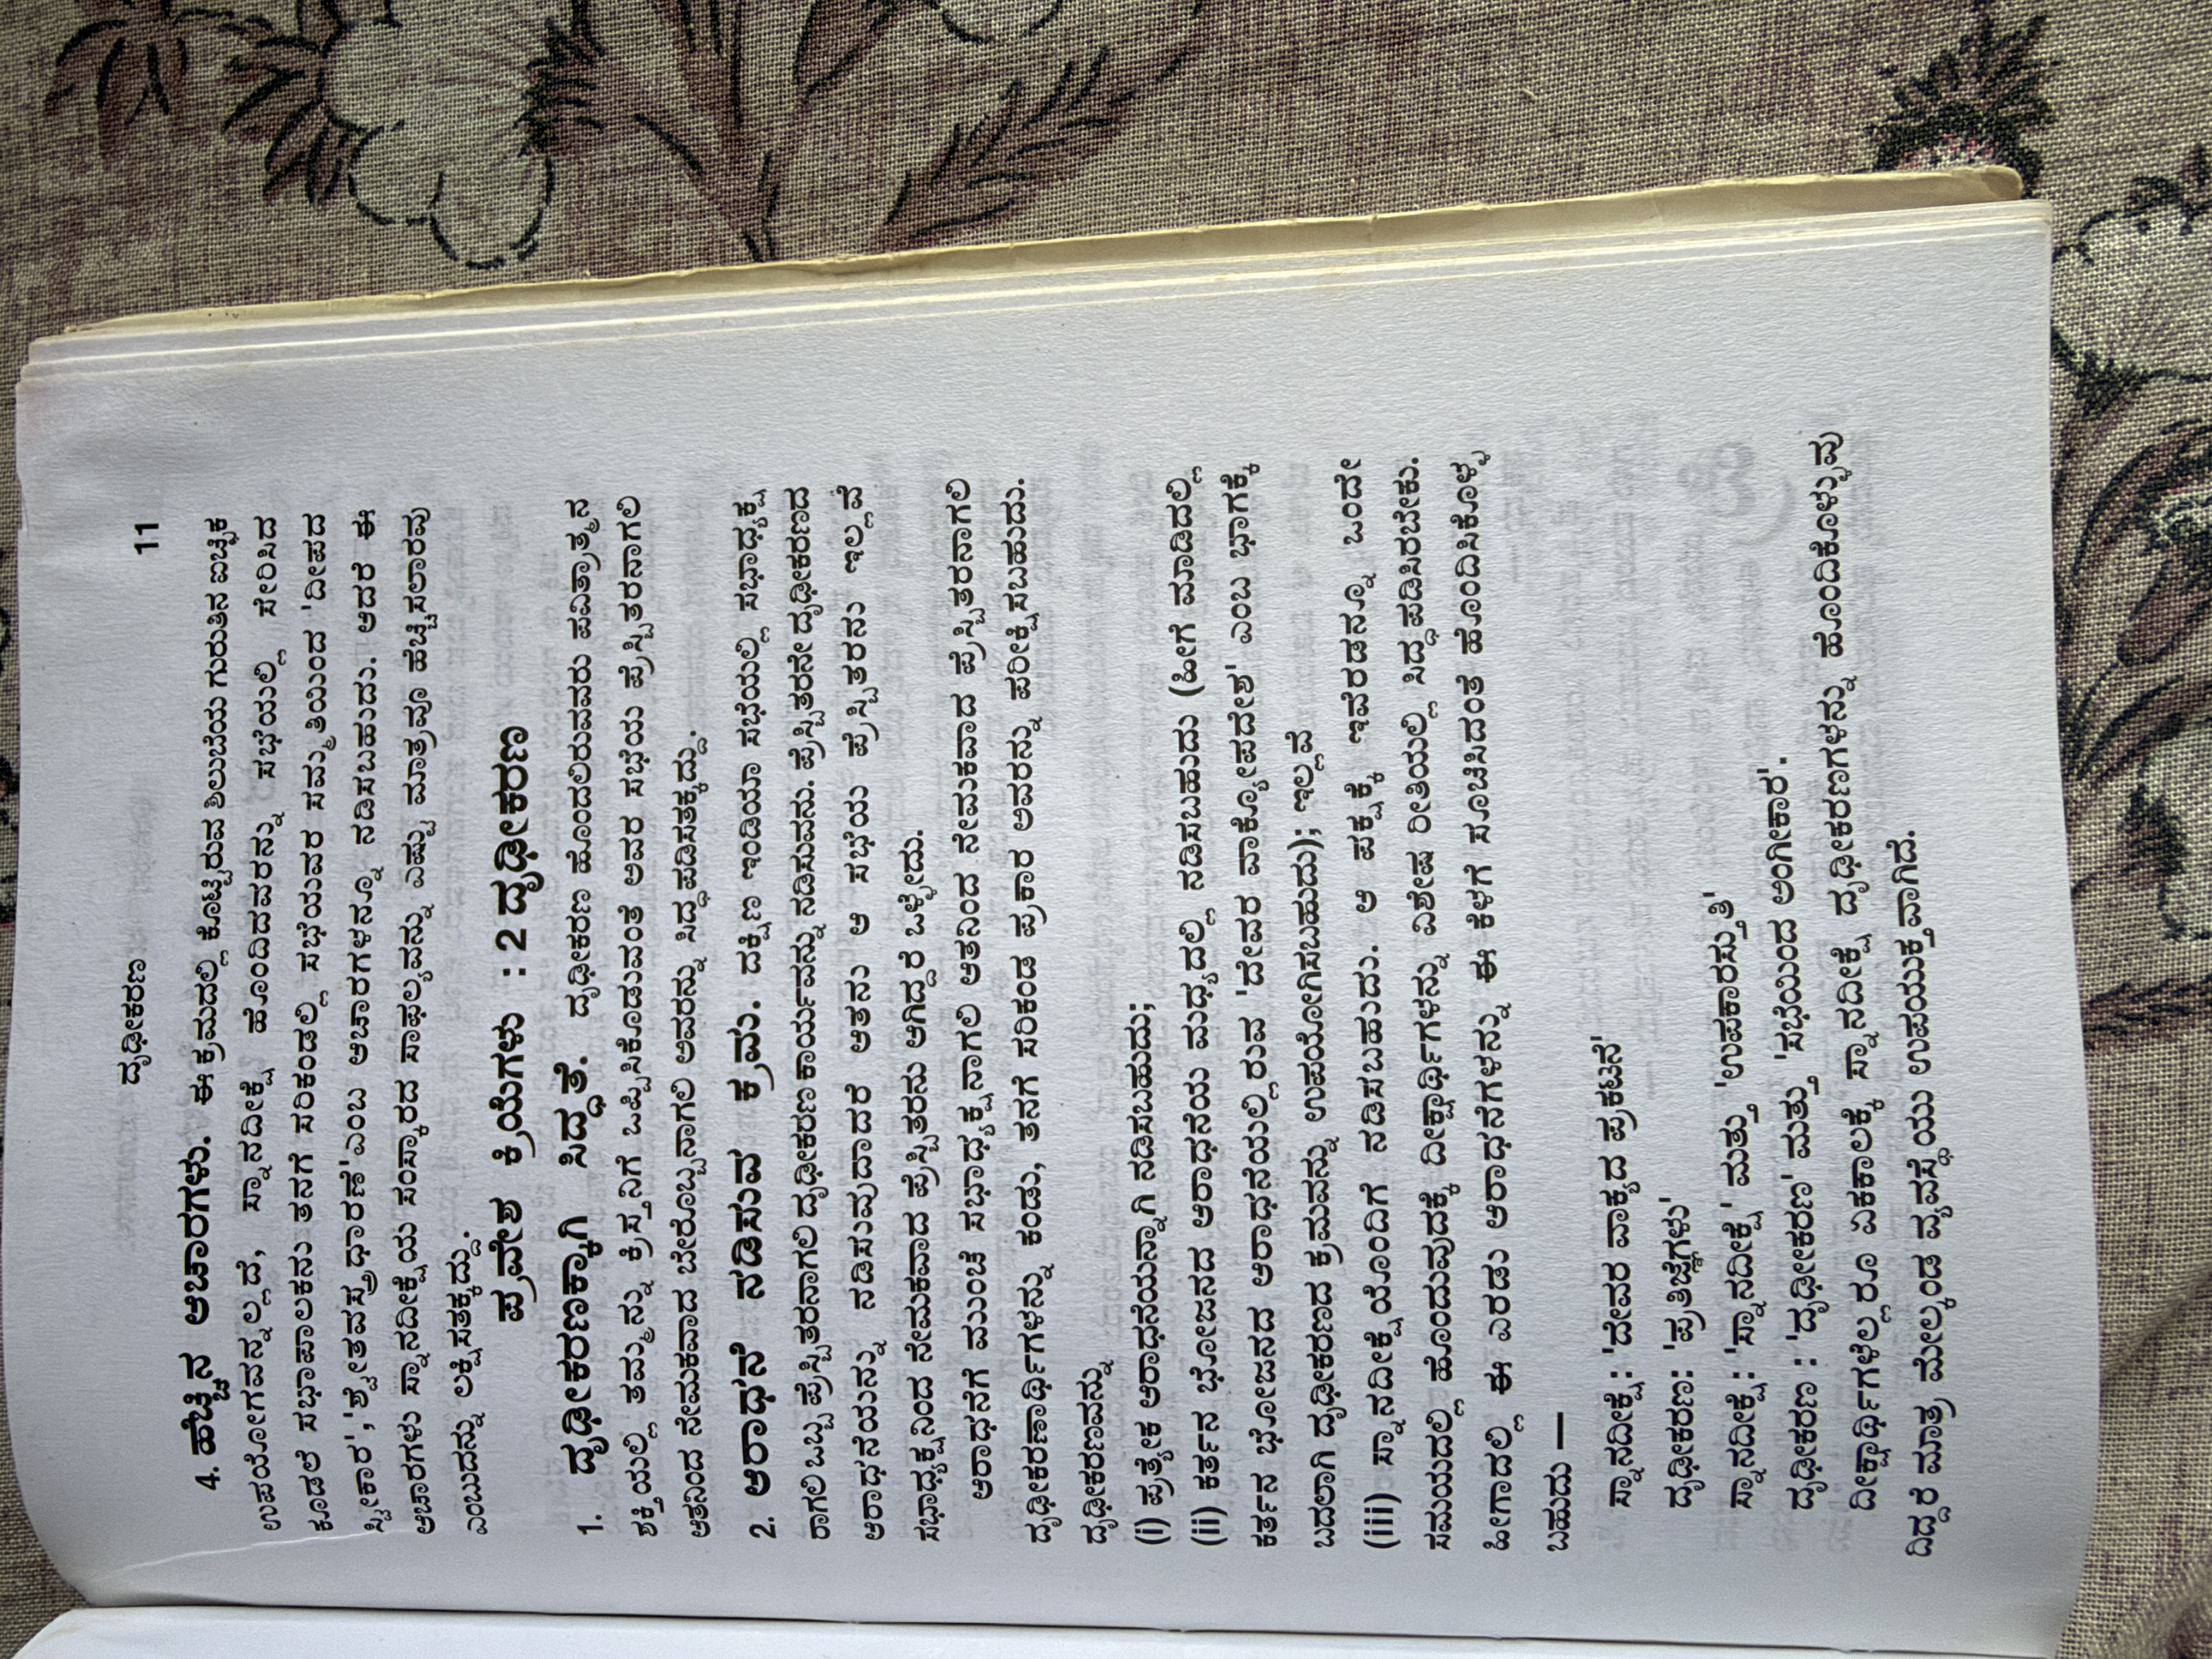 ದೃಢೀಕರಣ 11
4. ಹೆಚ್ಚಿನ ಆಚಾರಗಳು. ಈ ಕ್ರಮದಲ್ಲಿ ಕೊಟ್ಟಿರುವ ಶಿಲುಬೆಯ ಗುರುತಿನ ಐಚ್ಛಿಕ
ಉಪಯೋಗವನ್ನಲ್ಲದೆ, ಸ್ನಾನದೀಕ್ಷೆ ಹೊಂದಿದವರನ್ನು ಸಭೆಯಲ್ಲಿ ಸೇರಿಸಿದ
ಕೂಡಲೆ ಸಭಾಪಾಲಕನು ತನಗೆ ಸರಿಕಂಡಲ್ಲಿ ಸಭೆಯವರ ಸಮ್ಮತಿಯಿಂದ 'ದೀಪದ
ಸ್ವೀಕಾರ','ಶ್ವೇತವಸ್ತ್ರಧಾರಣೆ'ಎಂಬ ಆಚಾರಗಳನ್ನೂ ನಡಿಸಬಹುದು. ಆದರೆ ಈ
ಆಚಾರಗಳು ಸ್ನಾನದೀಕ್ಷೆಯ ಸಂಸ್ಕಾರದ ಸಾಫಲ್ಯವನ್ನು ಎಷ್ಟು ಮಾತ್ರವೂ ಹೆಚ್ಚಿಸಲಾರವು
ಎಂಬುದನ್ನು ಲಕ್ಷಿಸತಕ್ಕದ್ದು.
ಪ್ರವೇಶ ಕ್ರಿಯೆಗಳು : 2 ದೃಢೀಕರಣ
1. ದೃಢೀಕರಣಕ್ಕಾಗಿ ಸಿದ್ಧತೆ. ದೃಢೀಕರಣ ಹೊಂದಲಿರುವವರು ಪವಿತ್ರಾತ್ಮನ
ಶಕ್ತಿಯಲ್ಲಿ ತಮ್ಮನ್ನು ಕ್ರಿಸ್ತನಿಗೆ ಒಪ್ಪಿಸಿಕೊಡುವಂತೆ ಅವರ ಸಭೆಯ ಪ್ರೆಸ್ಬಿತರನಾಗಲಿ
ಆತನಿಂದ ನೇಮಕವಾದ ಬೇರೊಬ್ಬನಾಗಲಿ ಅವರನ್ನು ಸಿದ್ಧಪಡಿಸತಕ್ಕದ್ದು.
2. ಆರಾಧನೆ ನಡಿಸುವ ಕ್ರಮ. ದಕ್ಷಿಣ ಇಂಡಿಯಾ ಸಭೆಯಲ್ಲಿ ಸಭಾಧ್ಯಕ್ಷ
ರಾಗಲಿ ಒಬ್ಬ ಪ್ರೆಸ್ಬಿತರನಾಗಲಿ ದೃಢೀಕರಣ ಕಾರ್ಯವನ್ನು ನಡಿಸುವನು. ಪ್ರೆಸ್ಬಿತರನೇ ದೃಢೀಕರಣದ
ಆರಾಧನೆಯನ್ನು ನಡಿಸುವುದಾದರೆ ಆತನು ಆ ಸಭೆಯ ಪ್ರೆಸ್ಬಿತರನು ಇಲ್ಲವೆ
ಸಭಾಧ್ಯಕ್ಷನಿಂದ ನೇಮಕವಾದ ಪ್ರೆಸ್ಬಿತರನು ಆಗಿದ್ದರೆ ಒಳ್ಳೇದು.
ಆರಾಧನೆಗೆ ಮುಂಚೆ ಸಭಾಧ್ಯಕ್ಷನಾಗಲಿ ಆತನಿಂದ ನೇಮಕವಾದ ಪ್ರೆಸ್ಬಿತರನಾಗಲಿ
ದೃಢೀಕರಣಾರ್ಥಿಗಳನ್ನು ಕಂಡು, ತನಗೆ ಸರಿಕಂಡ ಪ್ರಕಾರ ಅವರನ್ನು ಪರೀಕ್ಷಿಸಬಹುದು.
ದೃಢೀಕರಣವನ್ನು
(i) ಪ್ರತ್ಯೇಕ ಆರಾಧನೆಯನ್ನಾಗಿ ನಡಿಸಬಹುದು;
(ii) ಕರ್ತನ ಭೋಜನದ ಆರಾಧನೆಯ ಮಧ್ಯದಲ್ಲಿ ನಡಿಸಬಹುದು (ಹೀಗೆ ಮಾಡಿದಲ್ಲಿ
ಕರ್ತನ ಭೋಜನದ ಆರಾಧನೆಯಲ್ಲಿರುವ 'ದೇವರ ವಾಕ್ಯೋಪದೇಶ' ಎಂಬ ಭಾಗಕ್ಕೆ
ಬದಲಾಗಿ ದೃಢೀಕರಣದ ಕ್ರಮವನ್ನು ಉಪಯೋಗಿಸಬಹುದು); ಇಲ್ಲವೆ
(iii) ಸ್ನಾನದೀಕ್ಷೆಯೊಂದಿಗೆ ನಡಿಸಬಹುದು. ಆ ಪಕ್ಷಕ್ಕೆ ಇವೆರಡನ್ನೂ ಒಂದೇ
ಸಮಯದಲ್ಲಿ ಹೊಂದುವುದಕ್ಕೆ ದೀಕ್ಷಾರ್ಥಿಗಳನ್ನು ವಿಶೇಷ ರೀತಿಯಲ್ಲಿ ಸಿದ್ಧಪಡಿಸಿರಬೇಕು.
ಹೀಗಾದಲ್ಲಿ ಈ ಎರಡು ಆರಾಧನೆಗಳನ್ನು ಈ ಕೆಳಗೆ ಸೂಚಿಸಿದಂತೆ ಹೊಂದಿಸಿಕೊಳ್ಳ
ಬಹುದು —
ಸ್ನಾನದೀಕ್ಷೆ: 'ದೇವರ ವಾಕ್ಯದ ಪ್ರಕಟನೆ'
ದೃಢೀಕರಣ: 'ಪ್ರತಿಜ್ಞೆಗಳು'
ಸ್ನಾನದೀಕ್ಷೆ: 'ಸ್ನಾನದೀಕ್ಷೆ' ಮತ್ತು 'ಉಪಕಾರಸ್ತುತಿ'
ದೃಢೀಕರಣ : 'ದೃಢೀೀಕರಣ' ಮತ್ತು 'ಸಭೆಯಿಂದ ಅಂಗೀಕಾರ'.
ದೀಕ್ಷಾರ್ಥಿಗಳೆಲ್ಲರೂ ಏಕಕಾಲಕ್ಕೆ ಸ್ನಾನದೀಕ್ಷೆ ದೃಢೀಕರಣಗಳನ್ನು ಹೊಂದಿಕೊಳ್ಳುವು
ದಿದ್ದರೆ ಮಾತ್ರ ಮೇಲ್ಕಂಡ ವ್ಯವಸ್ಥೆಯು ಉಪಯುಕ್ತವಾಗಿದೆ.